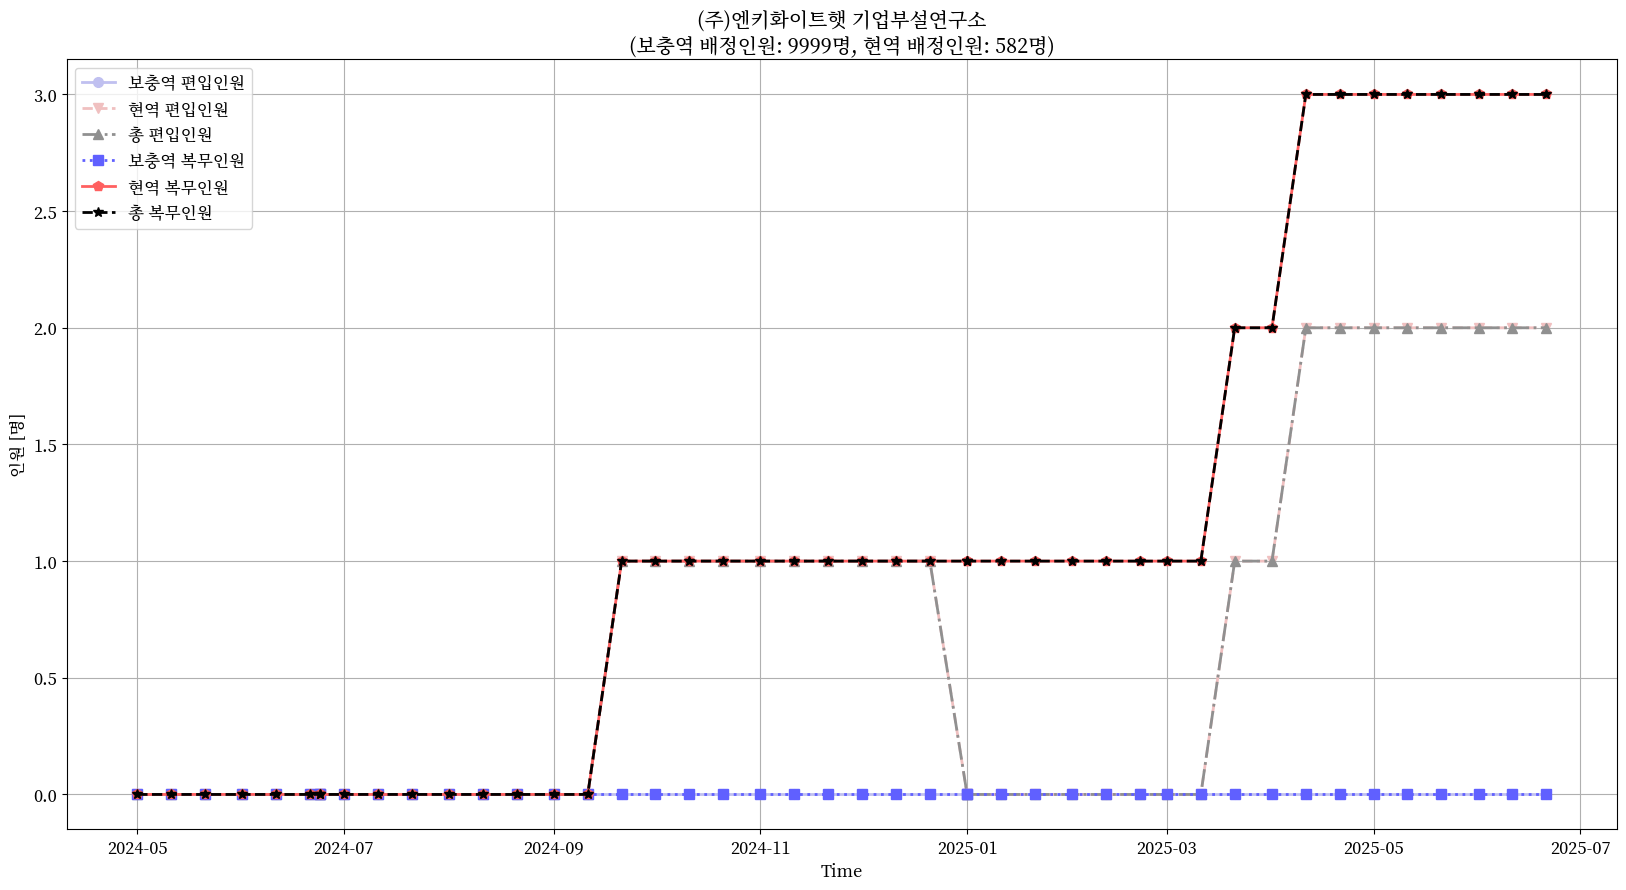 (주)엔키화이트햇 기업부설연구소
(보충역 배정인원: 9999명, 현역 배정인원: 582명)
보충역 편입인원
현역 편입인원
총 편입인원
보충역 복무인원
현역 복무인원
총 복무인원
3.0
2.5
2.0
1.5
1.0
0.5
0.0
인원 [명]
2024-05
2024-07
2024-09
2024-11
2025-01
2025-03
2025-05
2025-07
Time